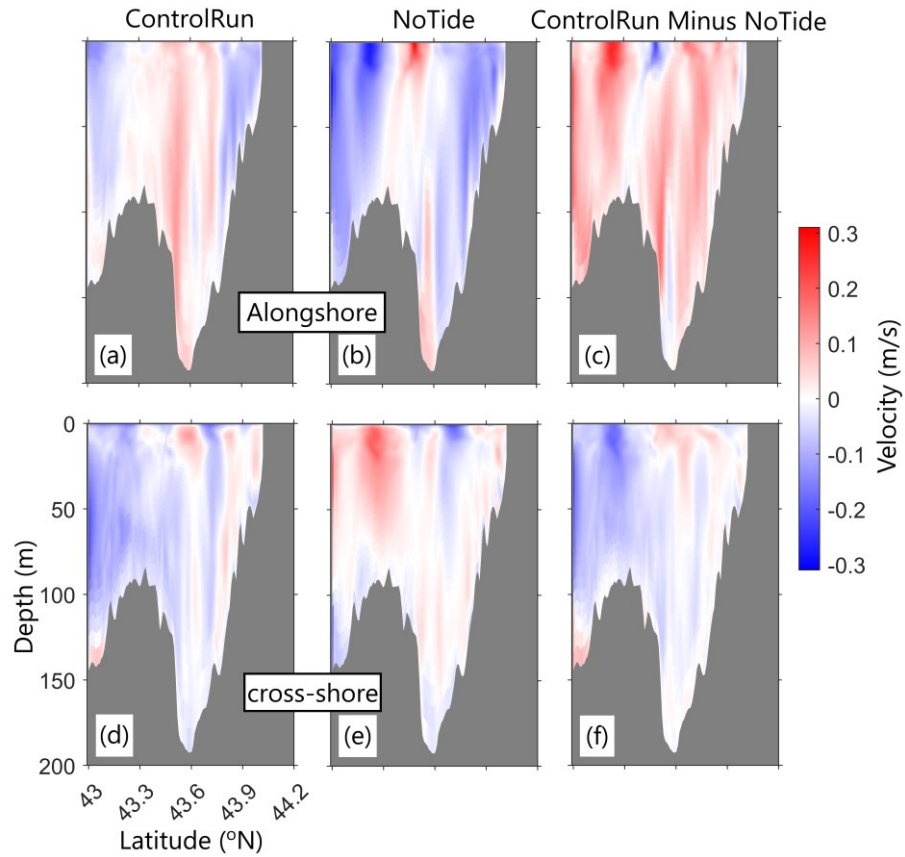 ControlRun
NoTide
ControlRun Minus NoTide
(a)
(b)
(c)
Alongshore
0.3
0.2
0.1
0
-0.1
-0.2
-0.3
Velocity (m/s)
0
50
100
150
200
Depth (m)
(d)
(e)
(f)
cross-shore
43
43.3
43.6
43.9
44.2
Latitude (ºN)